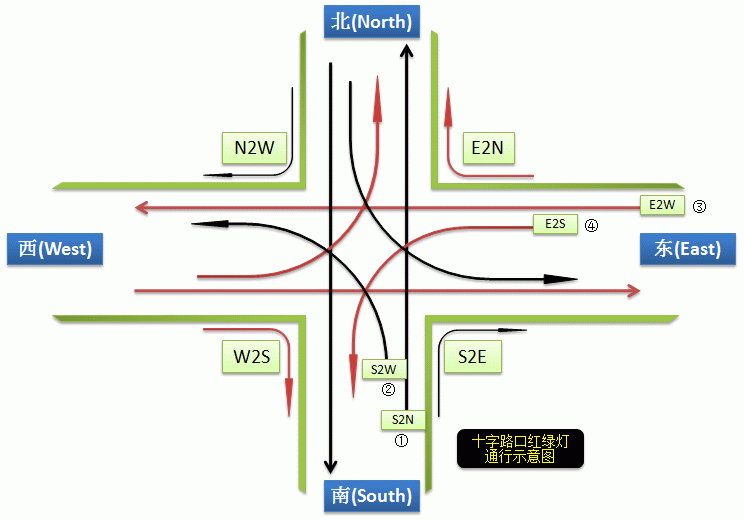 北(North)
N2W
E2N
E2W
③
E2S
④
西(West)
东(East)
W2S
S2W
②
S2E
S2N
①
十字路口红绿灯
通行示意图
南(South)